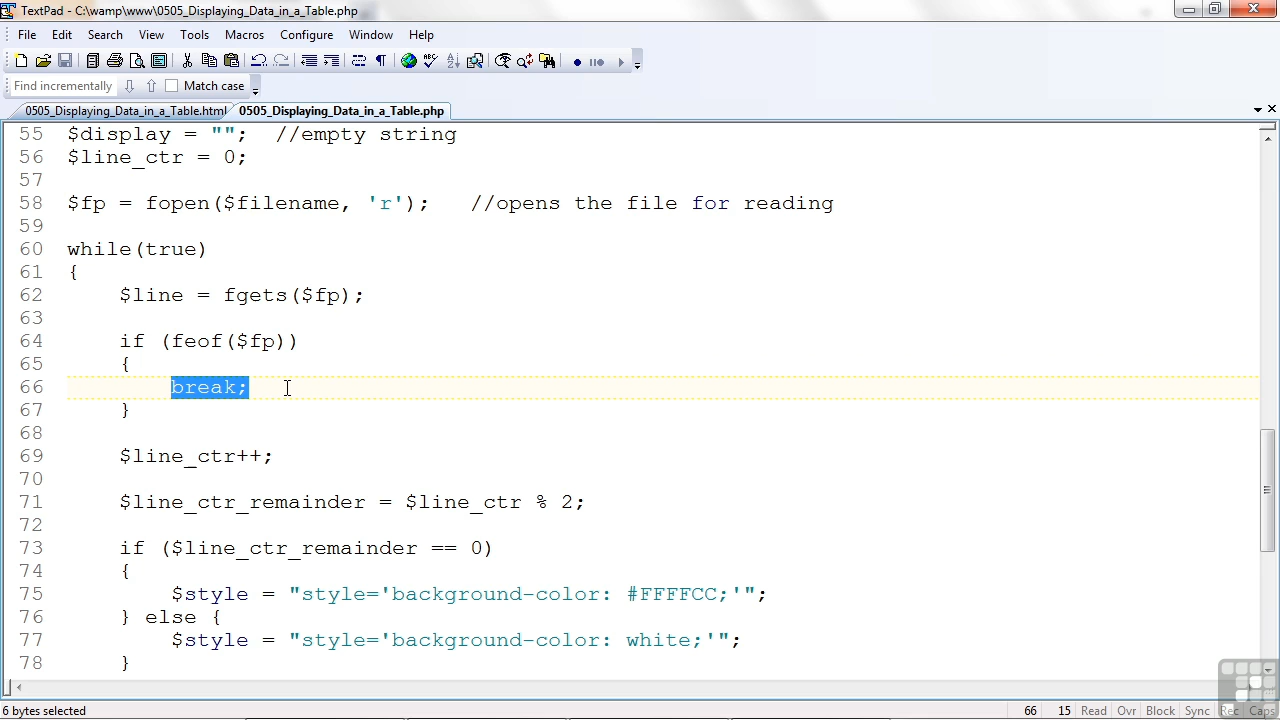 TextPad - C:\wamp\www\0505_Displaying_Data_in_a_Table.php
File Edit Search View Tools Macros Configure Window Help
Find incrementally Match case
0505_Displaying_Data_in_a_Table.html 0505_Displaying_Data_in_a_Table.php
55 $display = ""; //empty string
56 $line_ctr = 0;
57
58 $fp = fopen($filename, 'r'); //opens the file for reading
59
60 while(true)
61 {
62 $line = fgets($fp);
63
64 if (feof($fp))
65 {
66 break;
67 }
68
69 $line_ctr++;
70
71 $line_ctr_remainder = $line_ctr % 2;
72
73 if ($line_ctr_remainder == 0)
74 {
75 $style = "style='background-color: #FFFFCC;'";
76 } else {
77 $style = "style='background-color: white;'";
78 }
6 bytes selected 66 15 Read Ovr Block Sync Rec Caps